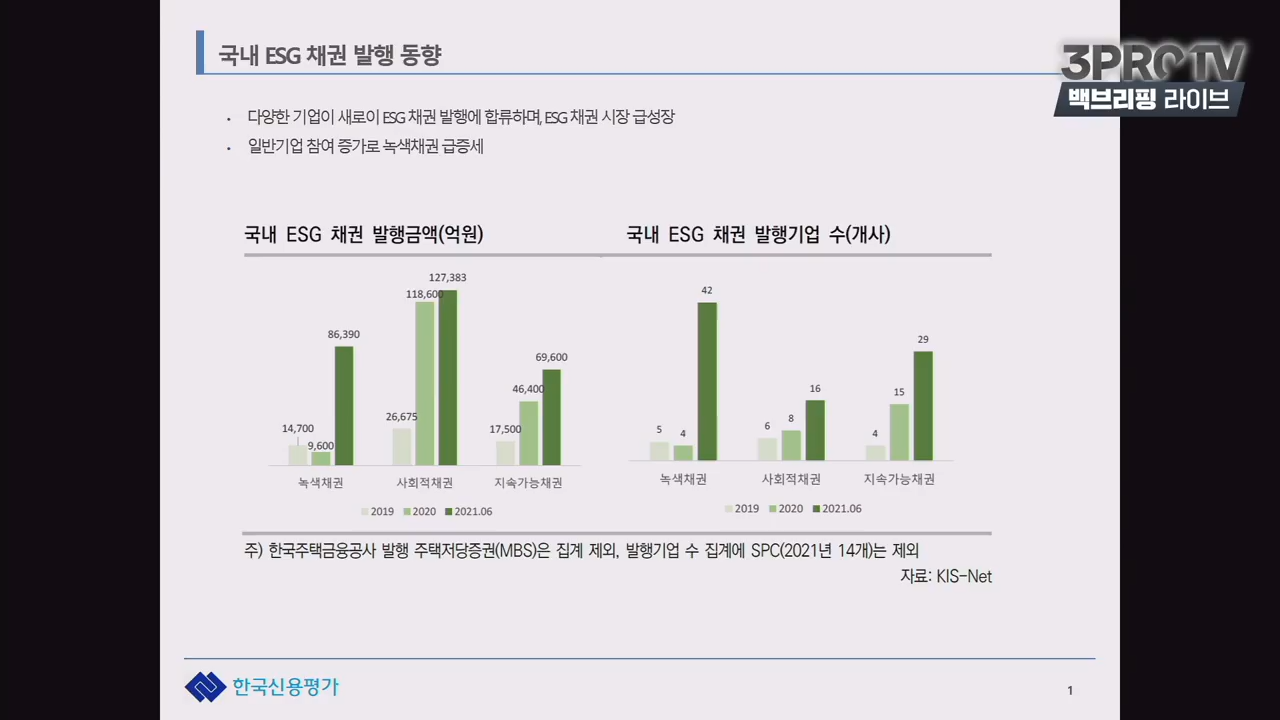 국내 ESG 채권 발행 동향
3PROTV
백브리핑 라이브
• 다양한 기업이 새로이 ESG 채권 발행에 합류하며, ESG 채권 시장 급성장
• 일반기업 참여 증가로 녹색채권 급증세
국내 ESG 채권 발행금액(억원)
127,383
118,600
86,390
69,600
46,400
26,675
14,700
17,500
9,600
녹색채권 사회적채권 지속가능채권
2019 2020 2021.06
국내 ESG 채권 발행기업 수(개사)
42
29
16
15
8
6
5
4
4
녹색채권 사회적채권 지속가능채권
2019 2020 2021.06
주) 한국주택금융공사 발행 주택저당증권(MBS)은 집계 제외, 발행기업 수 집계에 SPC(2021년 14개)는 제외
자료: KIS-Net
한국신용평가
1